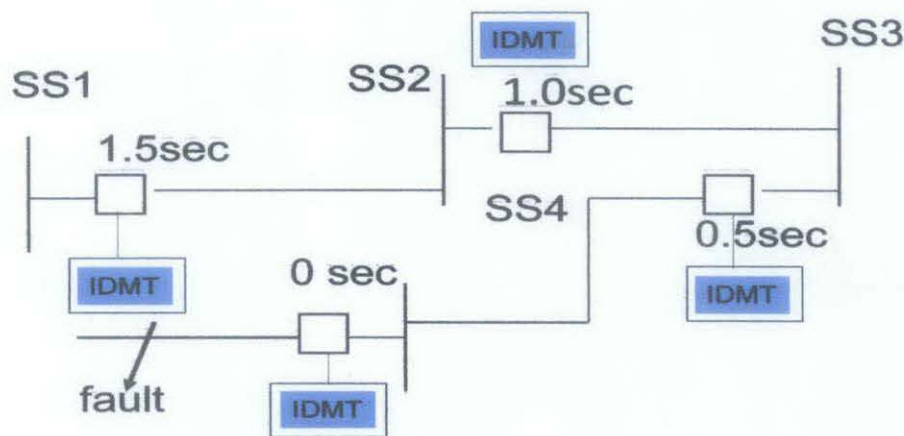 IDMT
SS3
SS2
SS1
1.0sec
1.5sec
SS4
0.5sec
IDMT
0 sec
IDMT
fault
IDMT